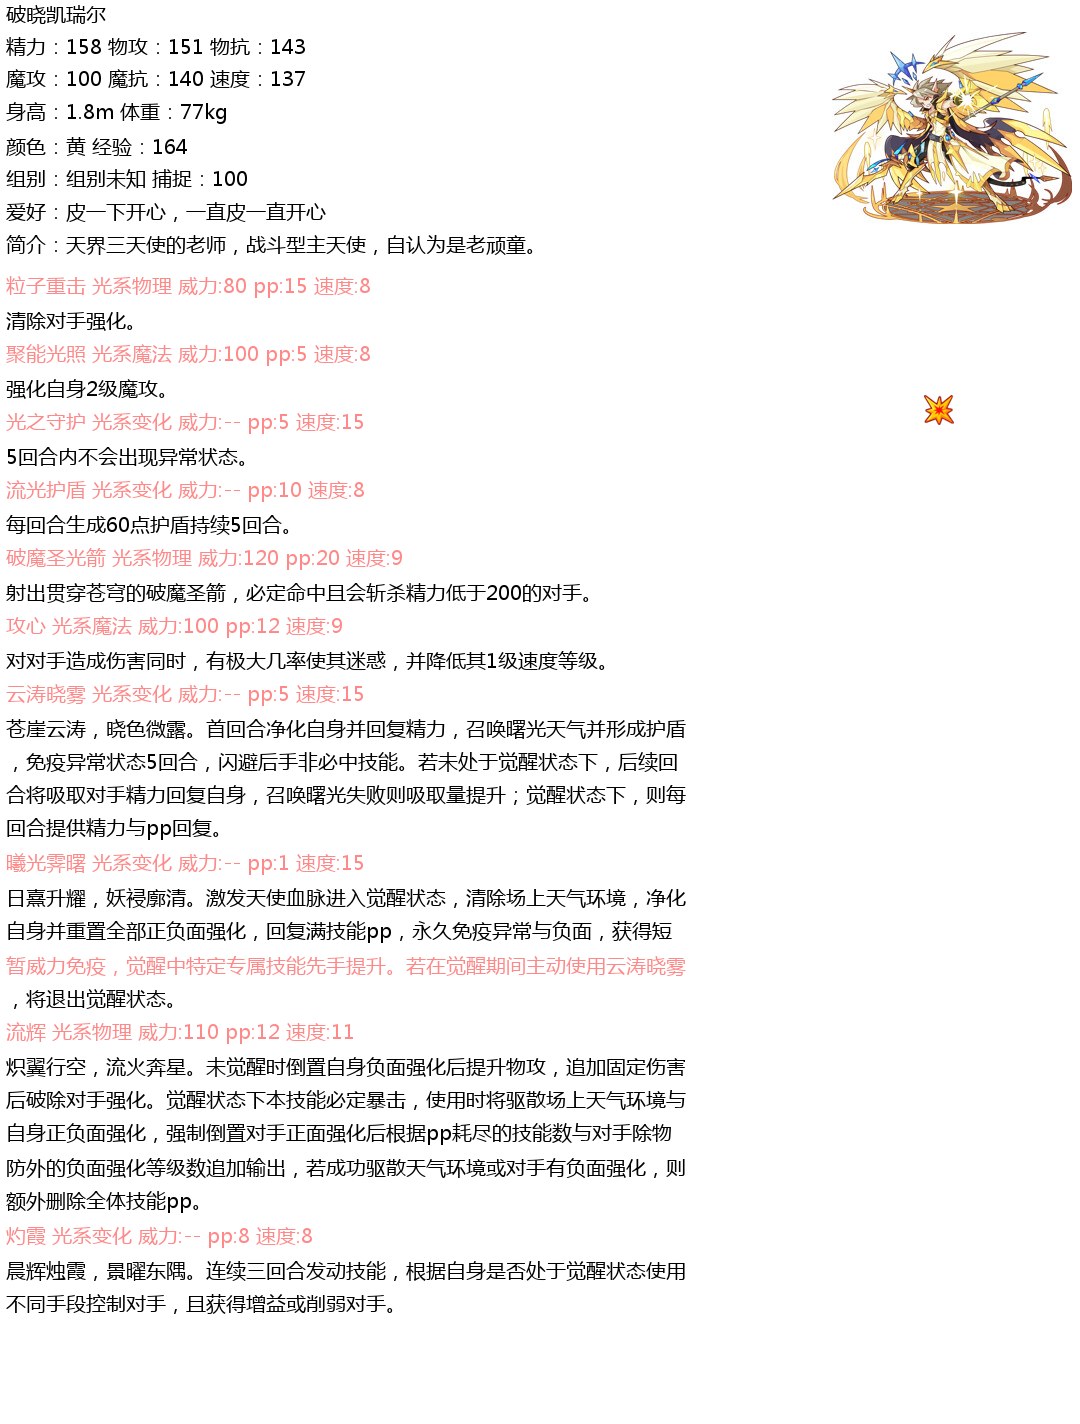 破晓凯瑞尔
精力：158 物攻：151 物抗：143
魔攻：100 魔抗：140 速度：137
身高：1.8m 体重：77kg
颜色：黄 经验：164
组别：组别未知 捕捉：100
爱好：皮一下开心，一直皮一直开心
简介：天界三天使的老师，战斗型主天使，自认为是老顽童。
粒子重击 光系物理 威力:80 pp:15 速度:8
清除对手强化。
聚能光照 光系魔法 威力:100 pp:5 速度:8
强化自身2级魔攻。
光之守护 光系变化 威力:-- pp:5 速度:15
5回合内不会出现异常状态。
流光护盾 光系变化 威力:-- pp:10 速度:8
每回合生成60点护盾持续5回合。
破魔圣光箭 光系物理 威力:120 pp:20 速度:9
射出贯穿苍穹的破魔圣箭，必定命中且会斩杀精力低于200的对手。
攻心 光系魔法 威力:100 pp:12 速度:9
对对手造成伤害同时，有极大几率使其迷惑，并降低其1级速度等级。
云涛晓雾 光系变化 威力:-- pp:5 速度:15
苍崖云涛，晓色微露。首回合净化自身并回复精力，召唤曙光天气并形成护盾
，免疫异常状态5回合，闪避后手非必中技能。若未处于觉醒状态下，后续回
合将吸取对手精力回复自身，召唤曙光失败则吸取量提升；觉醒状态下，则每
回合提供精力与pp回复。
曦光霁曙 光系变化 威力:-- pp:1 速度:15
日熹升耀，妖祲廓清。激发天使血脉进入觉醒状态，清除场上天气环境，净化
自身并重置全部正负面强化，回复满技能pp，永久免疫异常与负面，获得短
暂威力免疫，觉醒中特定专属技能先手提升。若在觉醒期间主动使用云涛晓雾
，将退出觉醒状态。
流辉 光系物理 威力:110 pp:12 速度:11
炽翼行空，流火奔星。未觉醒时倒置自身负面强化后提升物攻，追加固定伤害
后破除对手强化。觉醒状态下本技能必定暴击，使用时将驱散场上天气环境与
自身正负面强化，强制倒置对手正面强化后根据pp耗尽的技能数与对手除物
防外的负面强化等级数追加输出，若成功驱散天气环境或对手有负面强化，则
额外删除全体技能pp。
灼霞 光系变化 威力:-- pp:8 速度:8
晨辉烛霞，景曜东隅。连续三回合发动技能，根据自身是否处于觉醒状态使用
不同手段控制对手，且获得增益或削弱对手。